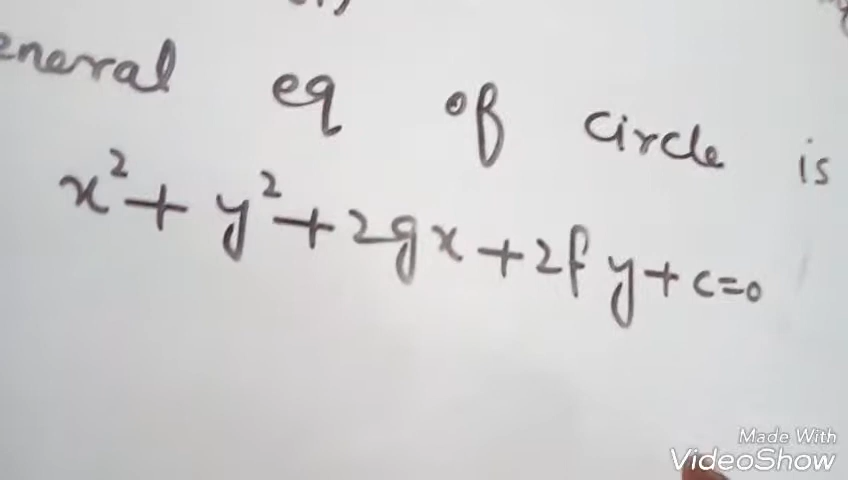 eneral eq of circle is
x² + y² + 2gx + 2fy + c=0
Made With
VideoShow